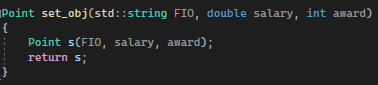 Point set_obj(std::string FIO, double salary, int award)
{
    Point s(FIO, salary, award);
    return s;
}